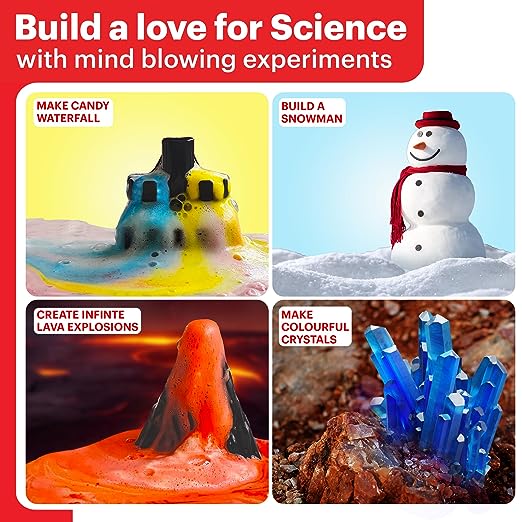 Build a love for Science
with mind blowing experiments
MAKE CANDY
WATERFALL
BUILD A
SNOWMAN
CREATE INFINTE
LAVA EXPLOSIONS
MAKE
COLOURFUL
CRYSTALS